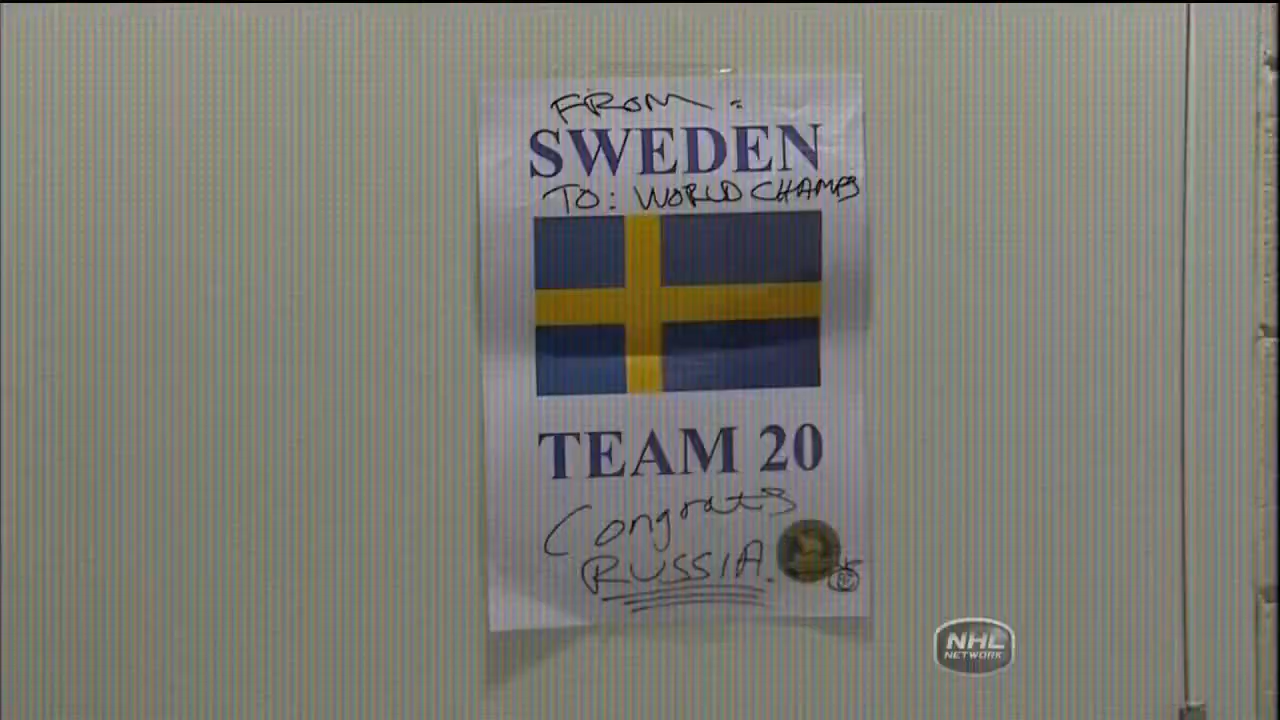 FROM:
SWEDEN
TO: WORLD CHAMPS
TEAM 20
Congrats
RUSSIA.
NHL
NETWORK